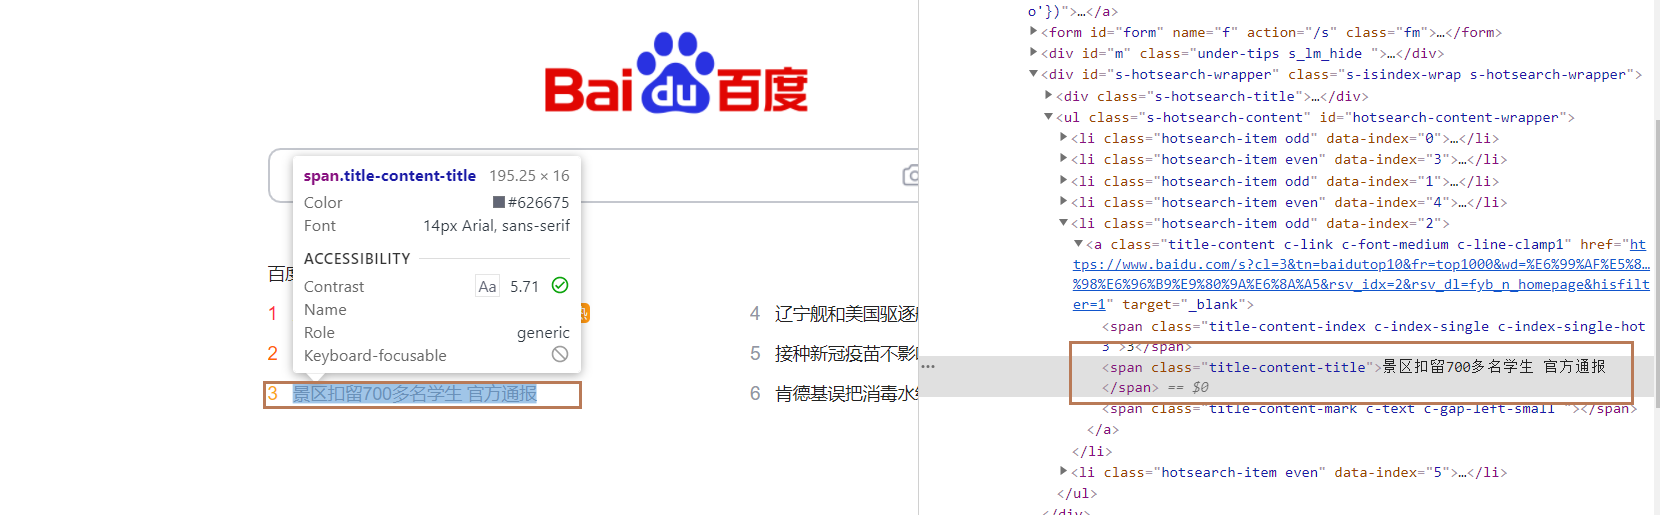 Bai du 百度
span.title-content-title 195.25 × 16
Color #626675
Font 14px Arial, sans-serif
ACCESSIBILITY
Contrast Aa 5.71
Name
Role generic
Keyboard-focusable
百度
1
2
3 景区扣留700多名学生 官方通报
热
4 辽宁舰和美国驱逐舰
5 接种新冠疫苗不影
6 肯德基误把消毒水
o'})">…</a>
<form id="form" name="f" action="/s" class="fm">…</form>
<div id="m" class="under-tips s_lm_hide ">…</div>
<div id="s-hotsearch-wrapper" class="s-isindex-wrap s-hotsearch-wrapper">
<div class="s-hotsearch-title">…</div>
<ul class="s-hotsearch-content" id="hotsearch-content-wrapper">
<li class="hotsearch-item odd" data-index="0">…</li>
<li class="hotsearch-item even" data-index="3">…</li>
<li class="hotsearch-item odd" data-index="1">…</li>
<li class="hotsearch-item even" data-index="4">…</li>
<li class="hotsearch-item odd" data-index="2">
<a class="title-content c-link c-font-medium c-line-clamp1" href="htt
ps://www.baidu.com/s?cl=3&tn=baidutop10&fr=top1000&wd=%E6%99%AF%E5%8…
%98%E6%96%B9%E9%80%9A%E6%8A%A5&rsv_idx=2&rsv_dl=fyb_n_homepage&hisfilt
er=1" target="_blank">
<span class="title-content-index c-index-single c-index-single-hot
3">3</span>
<span class="title-content-title">景区扣留700多名学生 官方通报
</span> == $0
<span class="title-content-mark c-text c-gap-left-small "></span>
</a>
</li>
<li class="hotsearch-item even" data-index="5">…</li>
</ul>
</div>